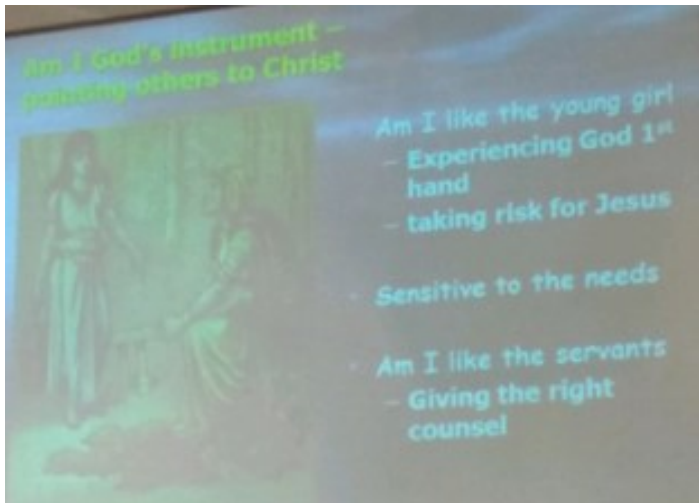 Am I God's instrument –
pointing others to Christ
Am I like the young girl
– Experiencing God 1st
hand
– taking risk for Jesus
• Sensitive to the needs
• Am I like the servants
– Giving the right
counsel